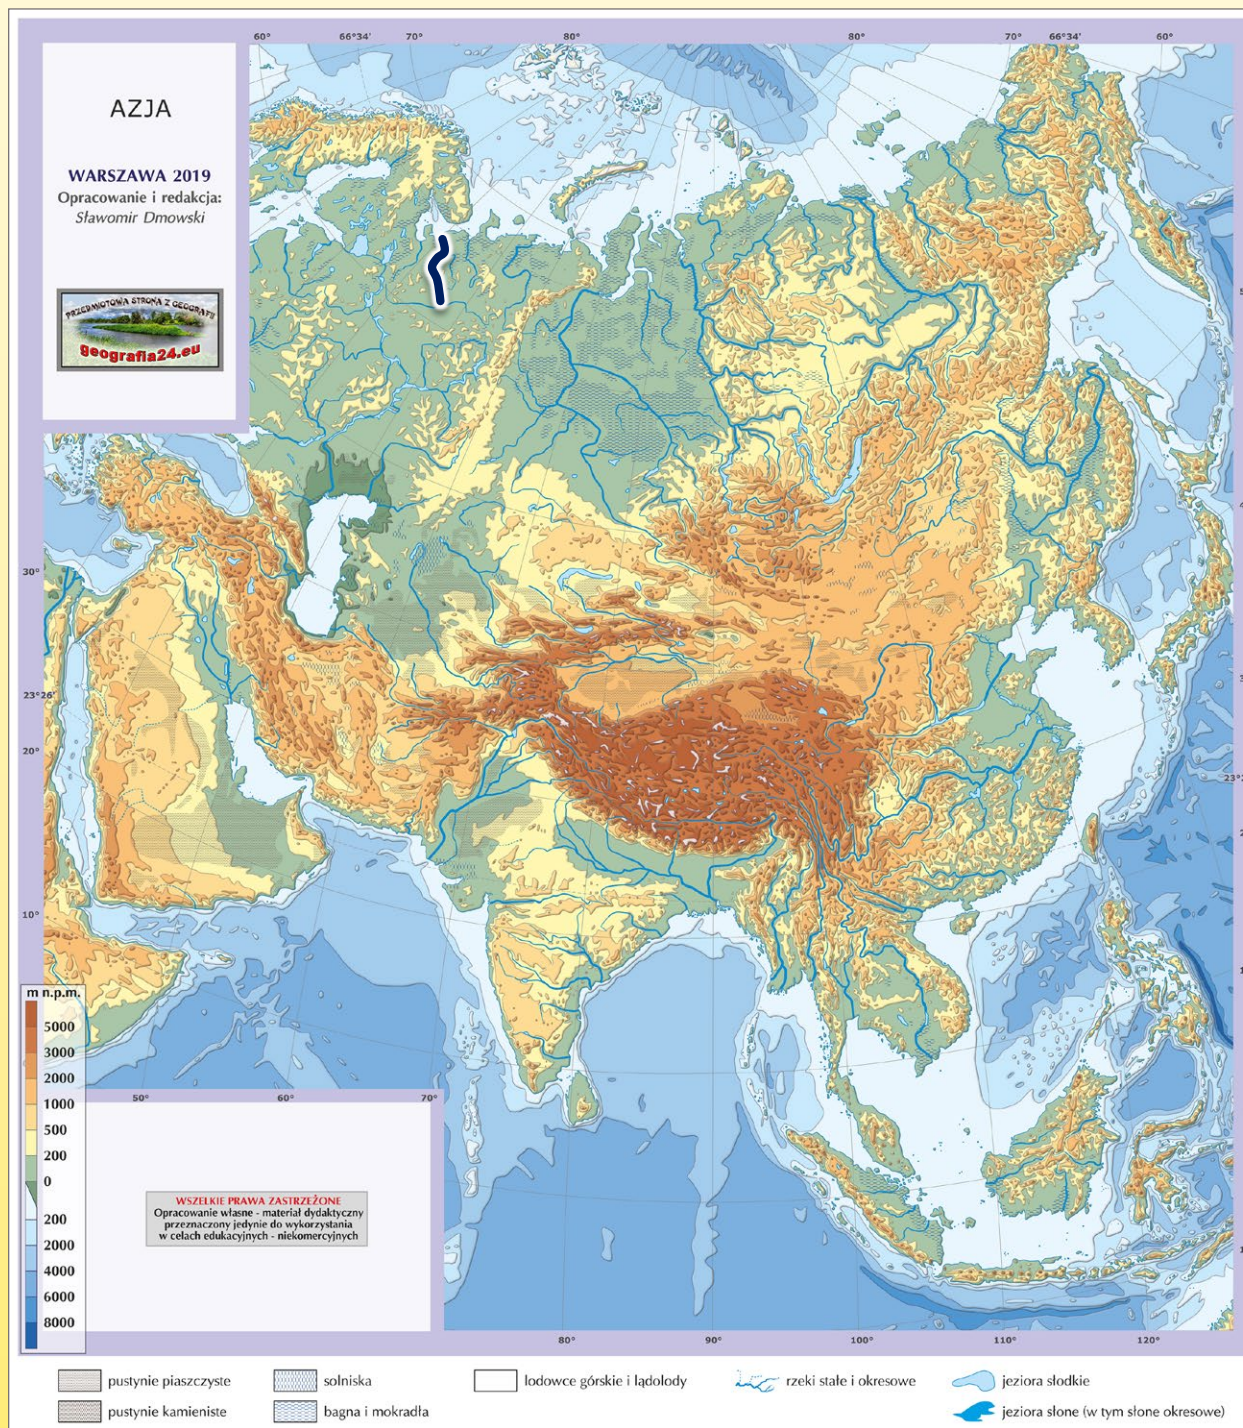 60° 66°34' 70° 80° 80° 70° 66°34' 60°
AZJA
WARSZAWA 2019
Opracowanie i redakcja:
Sławomir Dmowski
PRZEDMIOTOWA STRONA Z GEOGRAFII
geografia24.eu
30°
23°26'
20°
10°
m n.p.m.
5000
3000
2000
1000
500
200
0
200
2000
4000
6000
8000
50° 60° 70°
WSZELKIE PRAWA ZASTRZEŻONE
Opracowanie własne - materiał dydaktyczny
przeznaczony jedynie do wykorzystania
w celach edukacyjnych - niekomercyjnych
80° 90° 100° 110° 120°
pustynie piaszczyste solniska lodowce górskie i lądolody rzeki stałe i okresowe jeziora słodkie
pustynie kamieniste bagna i mokradła jeziora słone (w tym słone okresowe)